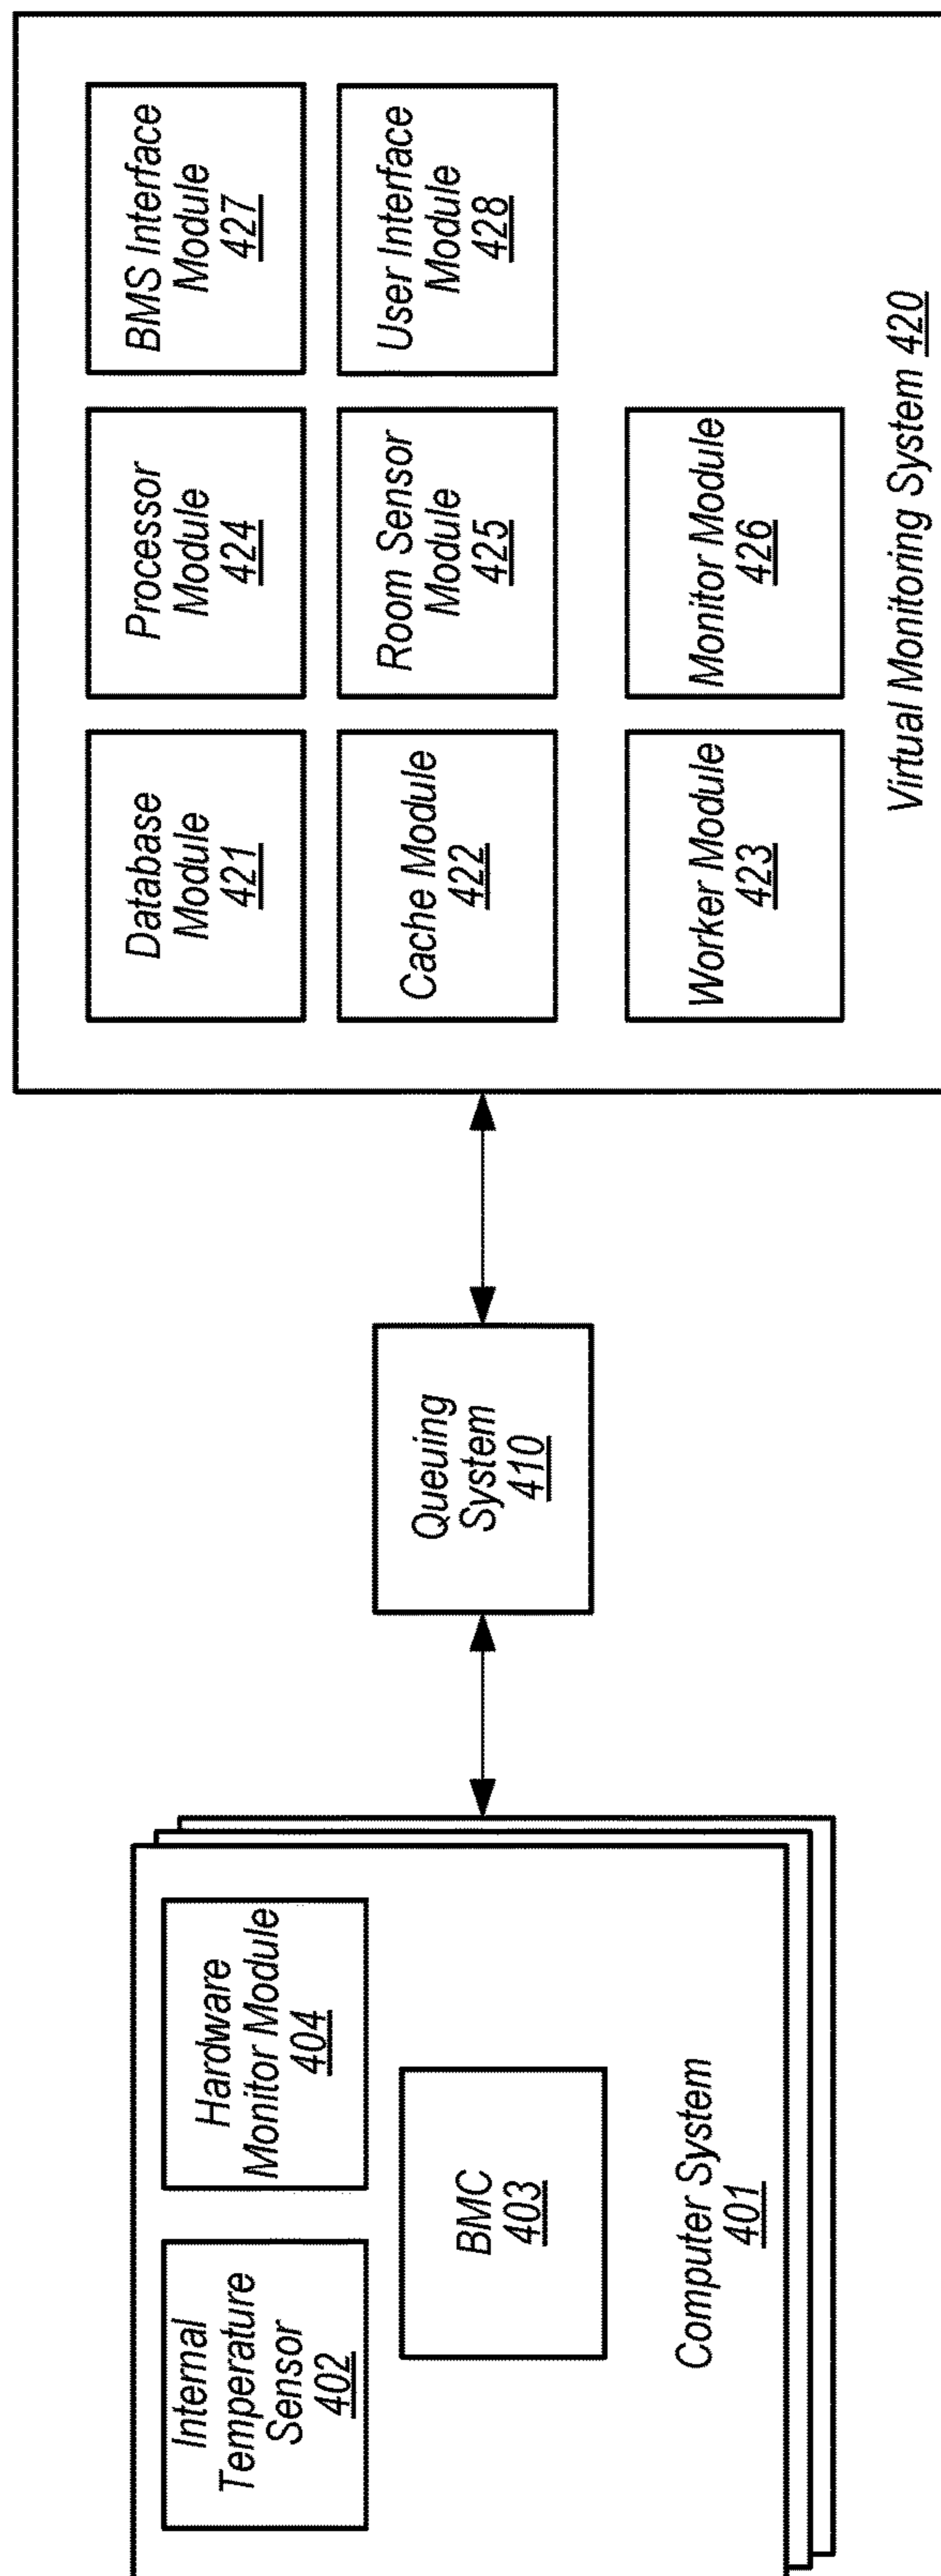 Internal
Temperature
Sensor
402
Hardware
Monitor Module
404
BMC
403
Computer System
401
Queuing
System
410
Database
Module
421
Processor
Module
424
BMS Interface
Module
427
Cache Module
422
Room Sensor
Module
425
User Interface
Module
428
Worker Module
423
Monitor Module
426
Virtual Monitoring System 420